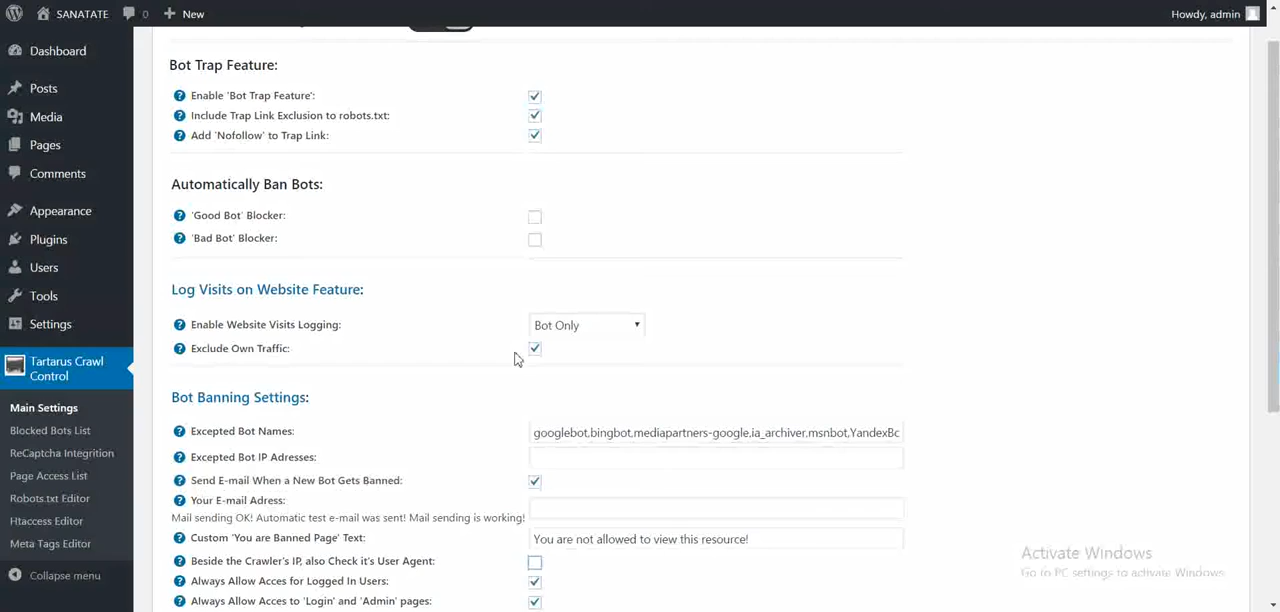 SANATATE 0 New Howdy, admin
Dashboard
Posts
Media
Pages
Comments
Appearance
Plugins
Users
Tools
Settings
Tartarus Crawl
Control
Main Settings
Blocked Bots List
ReCaptcha Integrition
Page Access List
Robots.txt Editor
Htaccess Editor
Meta Tags Editor
Collapse menu
Bot Trap Feature:
? Enable 'Bot Trap Feature':
? Include Trap Link Exclusion to robots.txt:
? Add 'Nofollow' to Trap Link:
Automatically Ban Bots:
? 'Good Bot' Blocker:
? 'Bad Bot' Blocker:
Log Visits on Website Feature:
? Enable Website Visits Logging: Bot Only
? Exclude Own Traffic:
Bot Banning Settings:
? Excepted Bot Names: googlebot,bingbot,mediapartners-google,ia_archiver,msnbot,YandexBc
? Excepted Bot IP Adresses:
? Send E-mail When a New Bot Gets Banned:
? Your E-mail Adress:
Mail sending OK! Automatic test e-mail was sent! Mail sending is working!
? Custom 'You are Banned Page' Text: You are not allowed to view this resource!
? Beside the Crawler's IP, also Check it's User Agent:
? Always Allow Acces for Logged In Users:
? Always Allow Acces to 'Login' and 'Admin' pages:
Activate Windows
Go to PC settings to activate Windows.